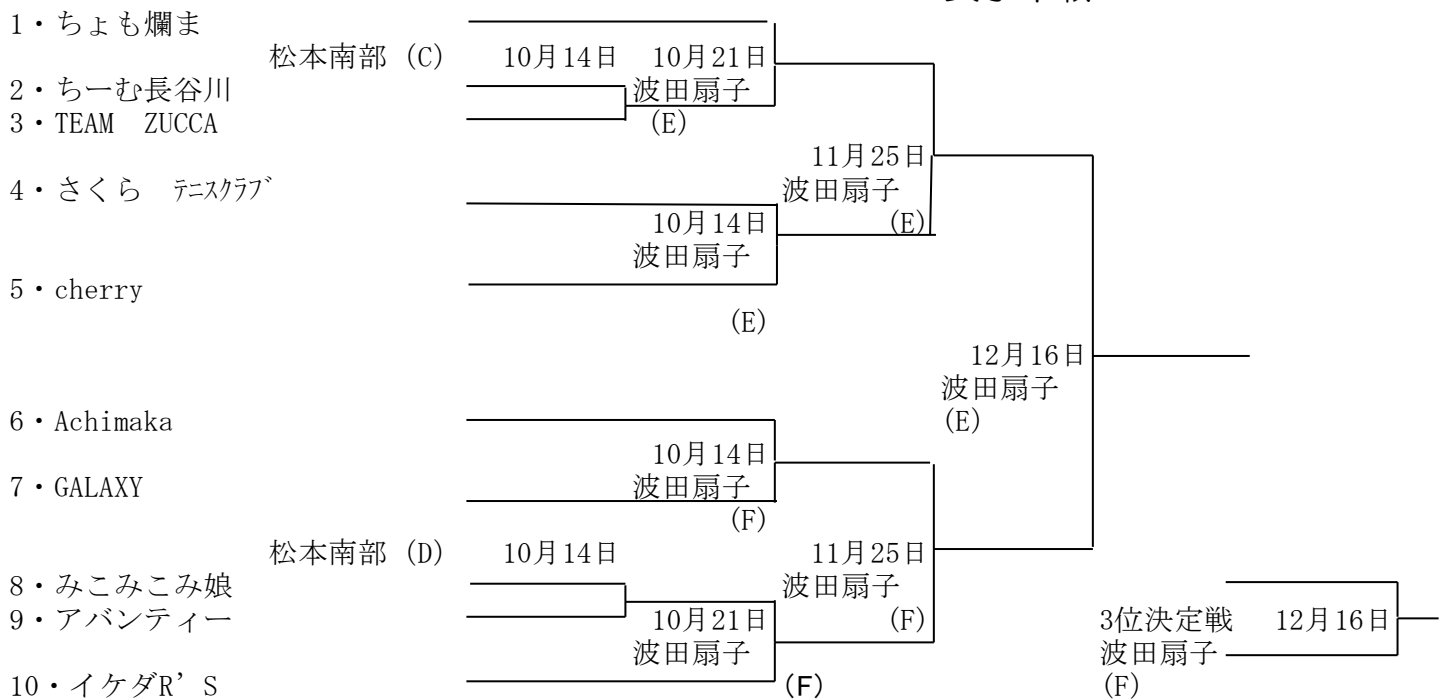 1・ちょも爛ま
松本南部 (C) 10月14日 10月21日
2・ちーむ長谷川 波田扇子
3・TEAM ZUCCA (E)
11月25日
4・さくら ﾃﾆｽｸﾗﾌﾞ 波田扇子
10月14日 (E)
波田扇子
5・cherry
(E)
12月16日
波田扇子
6・Achimaka (E)
10月14日
7・GALAXY 波田扇子
(F)
松本南部 (D) 10月14日 11月25日
8・みこみこみ娘 波田扇子
9・アバンティー 10月21日 (F) 3位決定戦 12月16日
波田扇子 波田扇子
10・イケダR’S (F) (F)